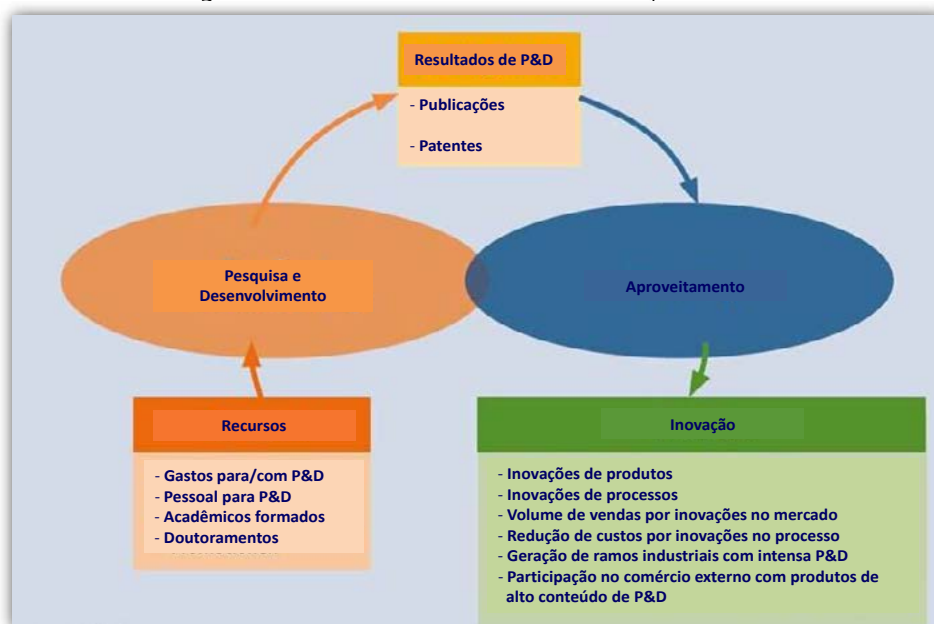 Resultados de P&D
- Publicações
- Patentes
Pesquisa e
Desenvolvimento
Aproveitamento
Recursos
- Gastos para/com P&D
- Pessoal para P&D
- Acadêmicos formados
- Doutoramentos
Inovação
- Inovações de produtos
- Inovações de processos
- Volume de vendas por inovações no mercado
- Redução de custos por inovações no processo
- Geração de ramos industriais com intensa P&D
- Participação no comércio externo com produtos de
alto conteúdo de P&D